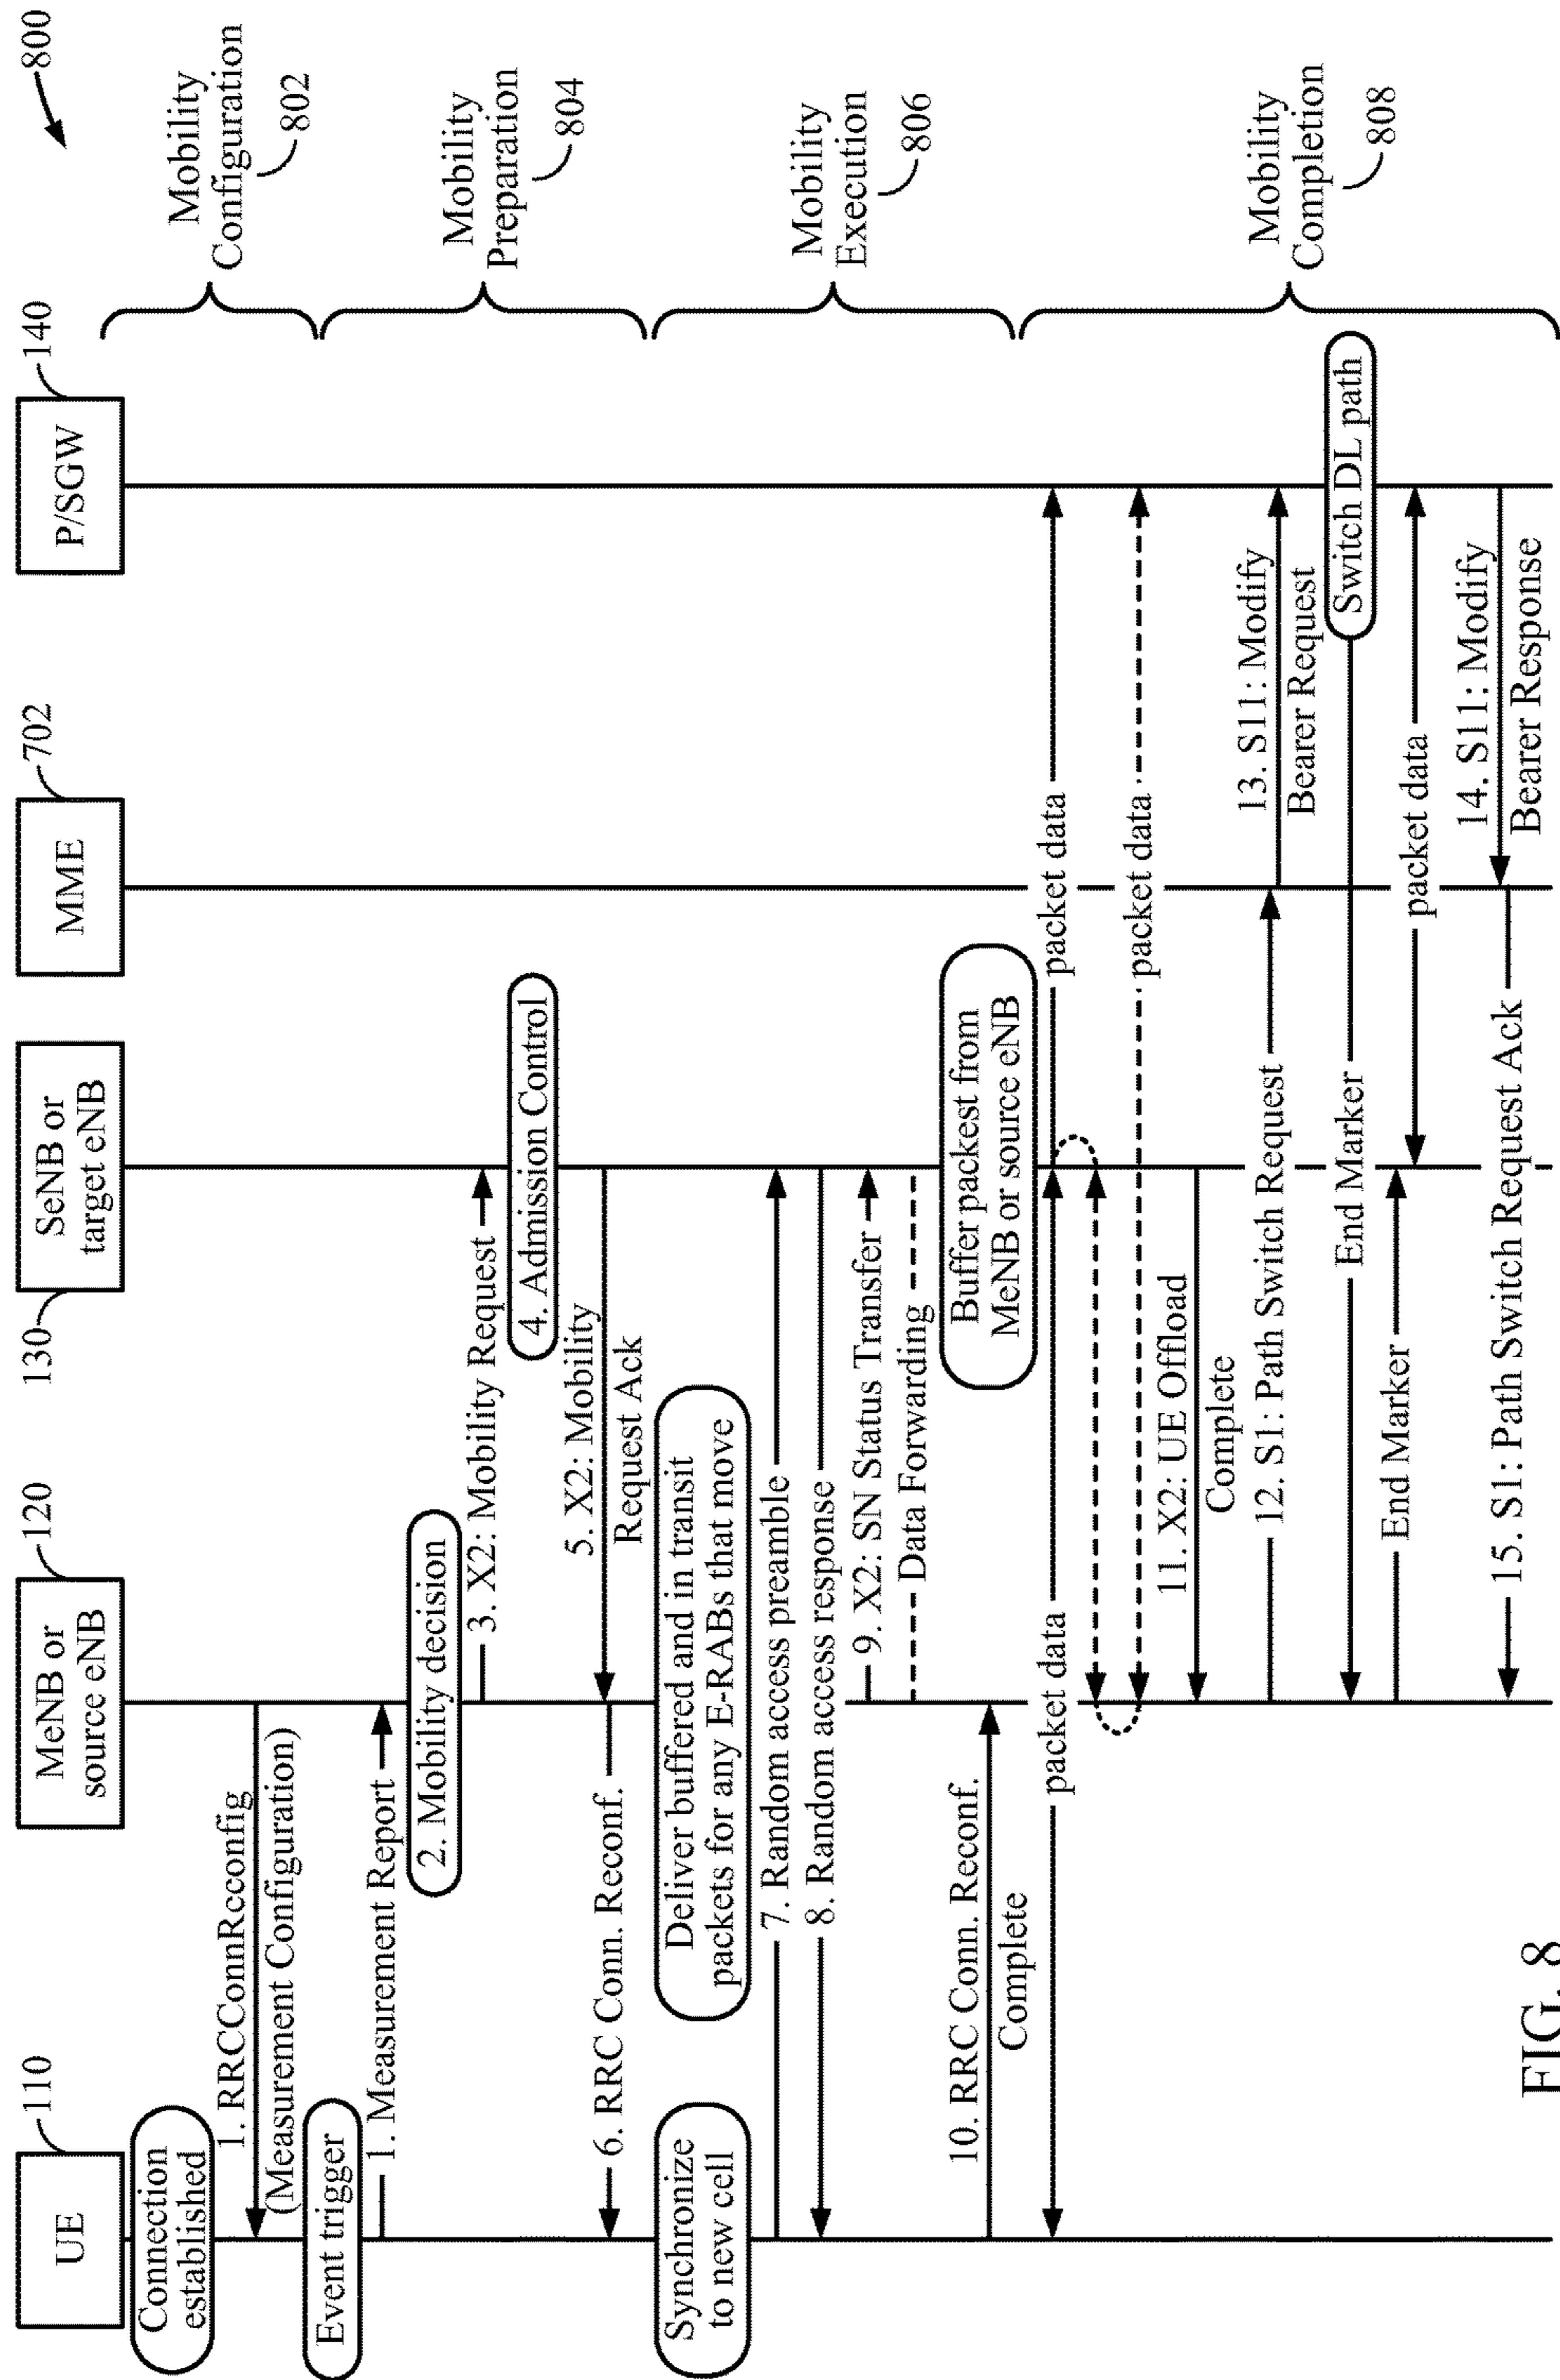 800
UE
110
MeNB or
source eNB
120
SeNB or
target eNB
130
MME
702
P/SGW
140
Connection
established
1. RRCConnRcconfig
(Measurement Configuration)
Mobility
Configuration
802
Event trigger
1. Measurement Report
2. Mobility decision
3. X2: Mobility Request
4. Admission Control
5. X2: Mobility
Request Ack
6. RRC Conn. Reconf.
Mobility
Preparation
804
Synchronize
to new cell
Deliver buffered and in transit
packets for any E-RABs that move
7. Random access preamble
8. Random access response
9. X2: SN Status Transfer
Data Forwarding
Buffer packest from
MeNB or source eNB
10. RRC Conn. Reconf.
Complete
Mobility
Execution
806
packet data
packet data
packet data
11. X2: UE Offload
Complete
12. S1: Path Switch Request
13. S11: Modify
Bearer Request
Switch DL path
End Marker
End Marker
packet data
14. S11: Modify
Bearer Response
15. S1: Path Switch Request Ack
Mobility
Completion
808
FIG. 8